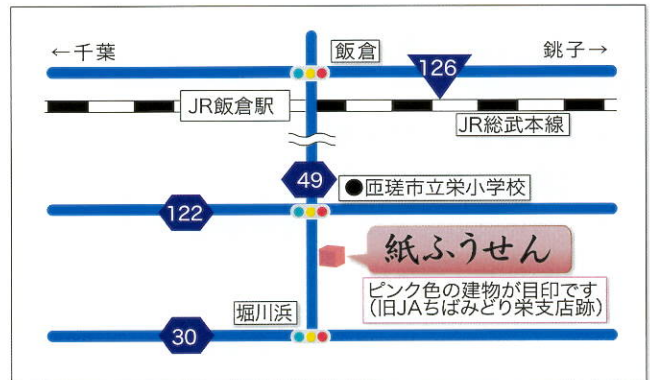 ←千葉
飯倉
銚子→
126
JR飯倉駅
JR総武本線
49
●匝瑳市立栄小学校
122
紙ふうせん
ピンク色の建物が目印です
(旧JAちばみどり栄支店跡)
堀川浜
30